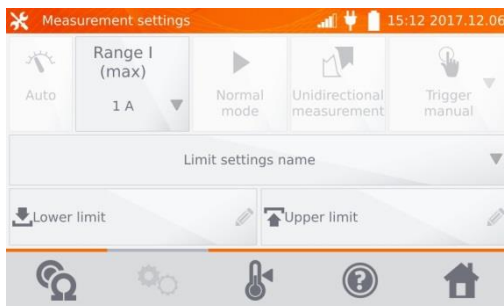 Measurement settings 15:12 2017.12.06
Auto
Range I
(max)
1 A
Normal
mode
Unidirectional
measurement
Trigger
manual
Limit settings name
Lower limit
Upper limit